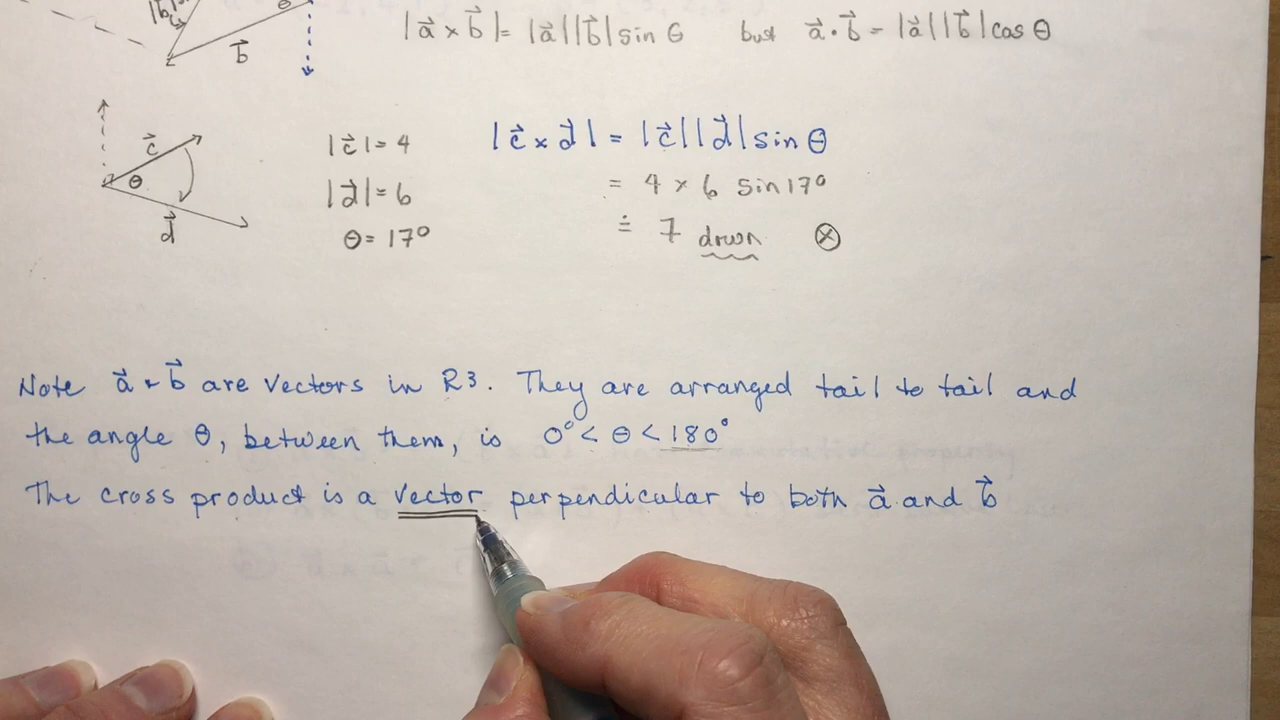 |b|
θ
b⃗
|a⃗ × b⃗| = |a⃗||b⃗| sin θ but a⃗ · b⃗ = |a⃗||b⃗| cos θ
c⃗
θ
d⃗
|c⃗| = 4
|d⃗| = 6
θ = 17°
|c⃗ × d⃗| = |c⃗||d⃗| sin θ
= 4 × 6 sin 17°
≐ 7 down ⊗
Note a⃗ + b⃗ are vectors in R3. They are arranged tail to tail and
the angle θ, between them, is 0° < θ < 180°
The cross product is a vector perpendicular to both a⃗ and b⃗